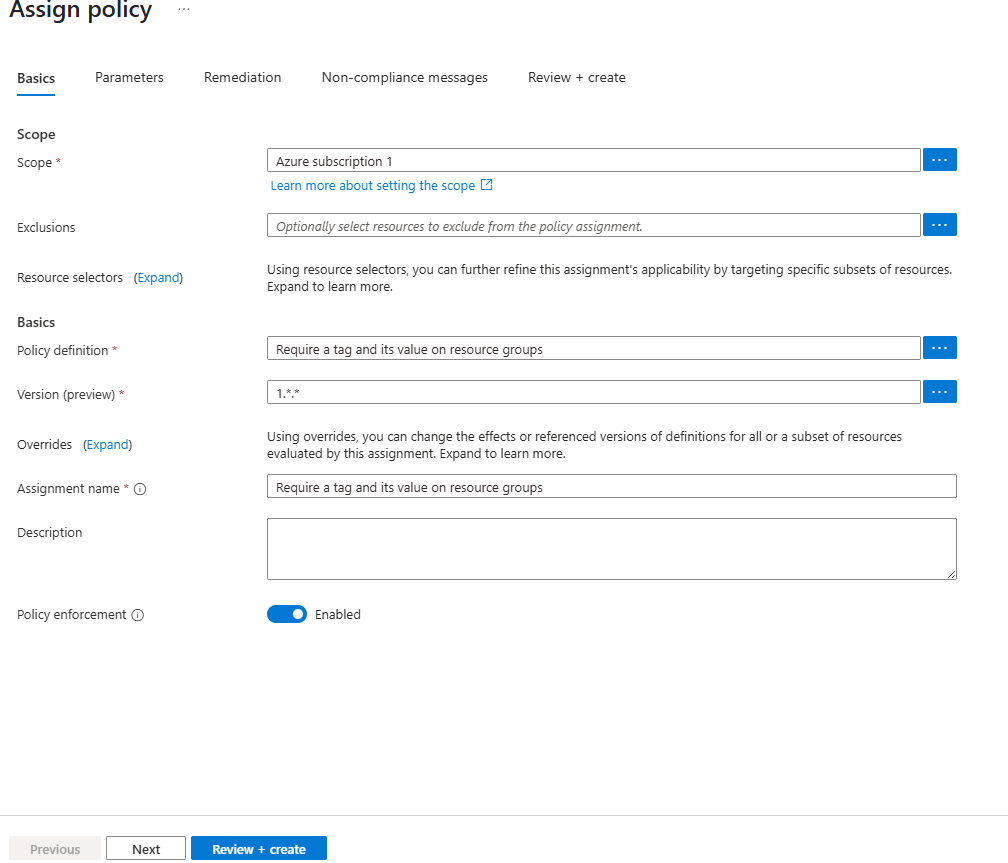 Assign policy ...
Basics Parameters Remediation Non-compliance messages Review + create
Scope
Scope * Azure subscription 1 ...
Learn more about setting the scope
Exclusions Optionally select resources to exclude from the policy assignment. ...
Resource selectors (Expand) Using resource selectors, you can further refine this assignment's applicability by targeting specific subsets of resources.
Expand to learn more.
Basics
Policy definition * Require a tag and its value on resource groups ...
Version (preview) * 1.*.* ...
Overrides (Expand) Using overrides, you can change the effects or referenced versions of definitions for all or a subset of resources
evaluated by this assignment. Expand to learn more.
Assignment name * Require a tag and its value on resource groups
Description
Policy enforcement Enabled
Previous Next Review + create